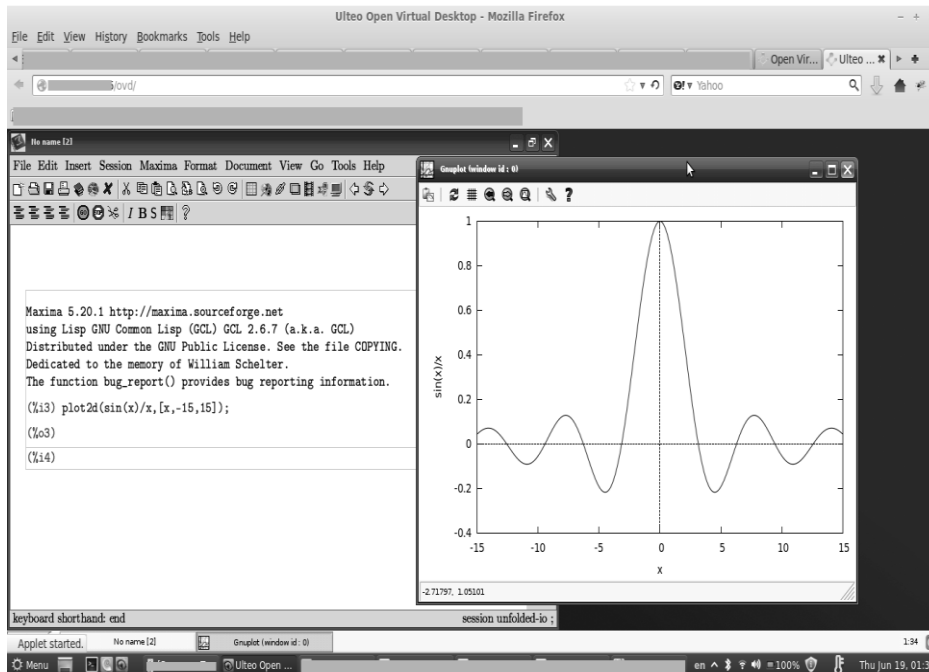 Ulteo Open Virtual Desktop - Mozilla Firefox
File Edit View History Bookmarks Tools Help
Open Vir... Ulteo ...
/ovd/
Yahoo
No name [2]
File Edit Insert Session Maxima Format Document View Go Tools Help
I B S ?
Maxima 5.20.1 http://maxima.sourceforge.net
using Lisp GNU Common Lisp (GCL) GCL 2.6.7 (a.k.a. GCL)
Distributed under the GNU Public License. See the file COPYING.
Dedicated to the memory of William Schelter.
The function bug_report() provides bug reporting information.
(%i3) plot2d(sin(x)/x,[x,-15,15]);
(%o3)
(%i4)
keyboard shorthand: end
session unfolded-io ;
Gnuplot (window id : 0)
?
1
0.8
0.6
0.4
0.2
0
-0.2
-0.4
sin(x)/x
-15 -10 -5 0 5 10 15
x
-2.71797, 1.05101
Applet started. No name [2] Gnuplot (window id : 0) 1:34
Menu Ulteo Open ... en 100% Thu Jun 19, 01:3